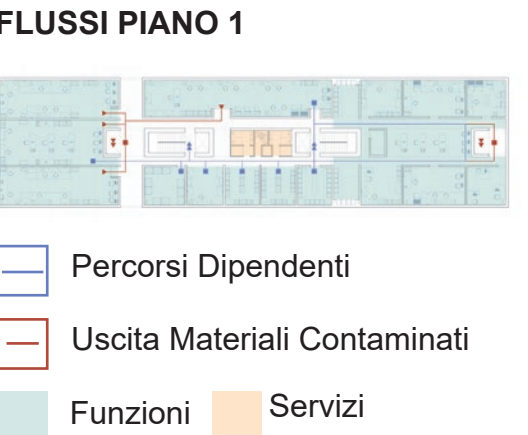 FLUSSI PIANO 1
Percorsi Dipendenti
Uscita Materiali Contaminati
Funzioni Servizi